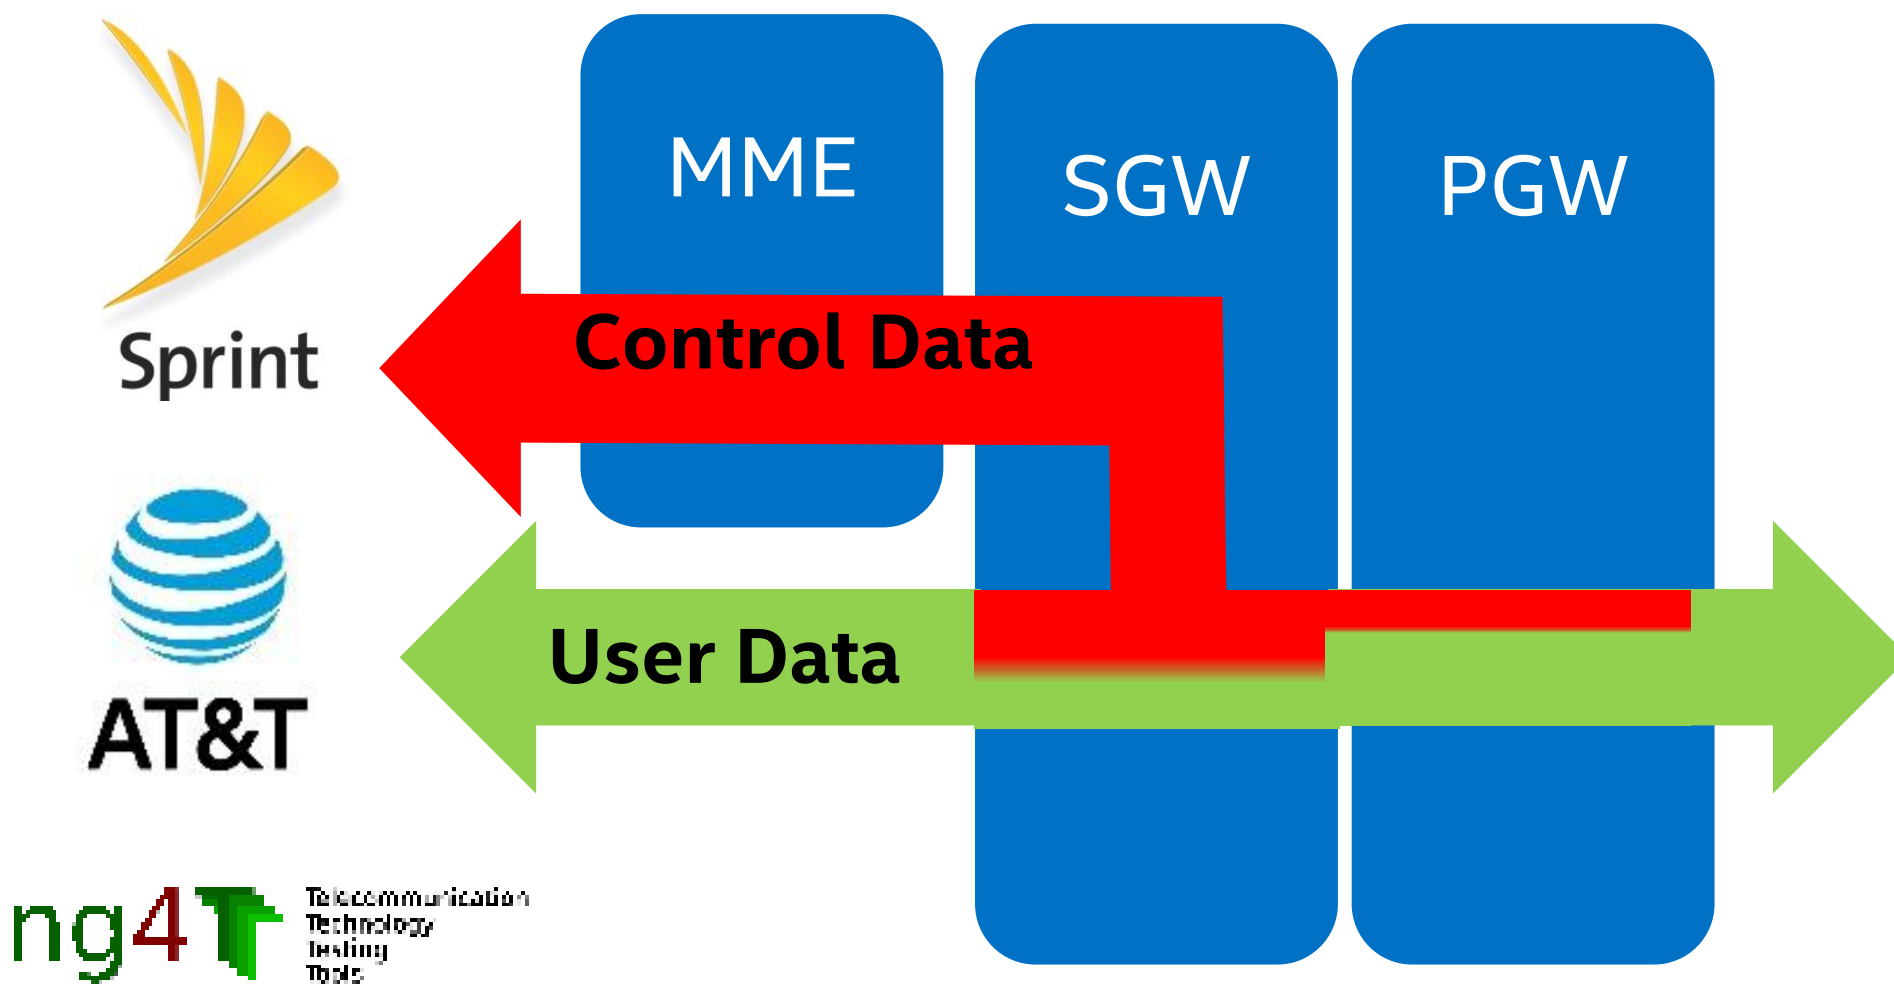 MME
SGW
PGW
Control Data
Sprint
User Data
AT&T
ng4T
Telecommunication
Technology
Testing
Tools